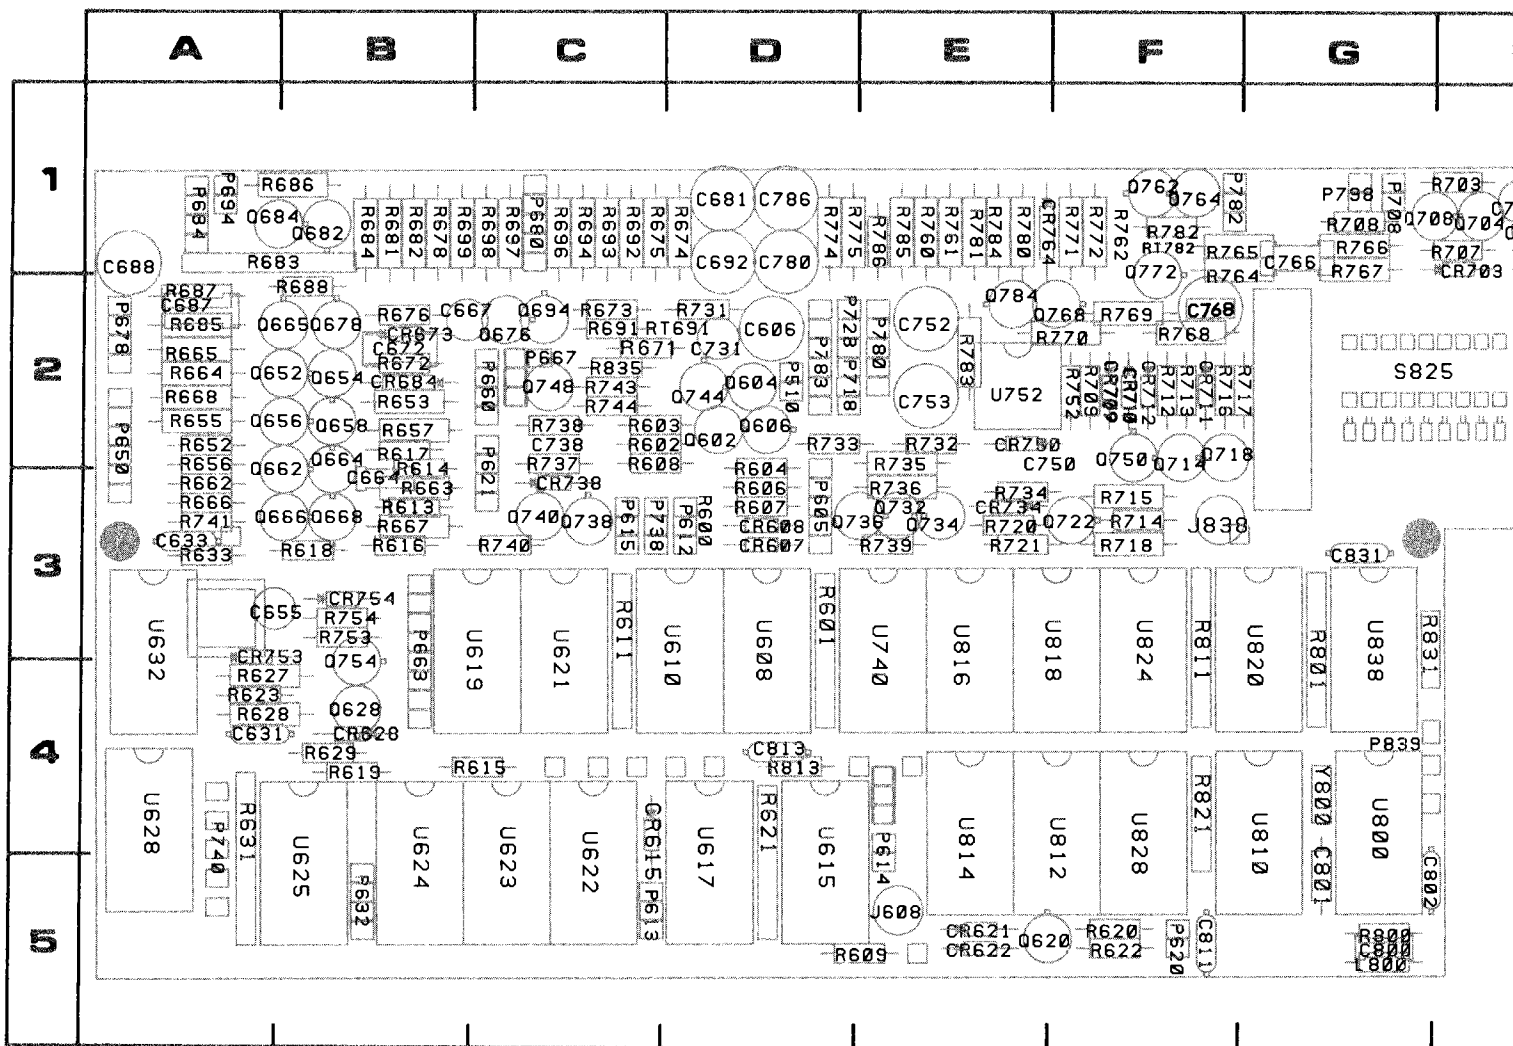 A B C D E F G
1
P684 P694 R686 Q684 Q682 R684 R681 R682 R678 R698 R697 P680 R696 R694 R693 R692 R675 R674 C681 C786 R774 R775 R786 R785 R760 R761 R781 R784 R780 CR764 R771 R772 R762 Q762 Q764 P782 P798 P708 R703
R782 R708 Q708 Q704
C688 R683 C692 C780 RT782 R765 C766 R766 R707
Q772 R764 R767 CR703
2
R687 R688 C687 R685 P678 Q665 Q678 R676 C667 CR673 Q676 Q694 R673 R691 RT691 R731 C606 P728 P780 C752 Q784 Q768 R769 C768
R665 C672 R672 P667 R671 C731 P783 R783 R770 R768
R664 Q652 Q654 CR684 P660 Q748 R835 R743 Q744 Q604 P510 P718 C753 U752 R752 R709 CR709 CR710 CR712 R712 R713 CR711 R716 R717 S825
R668 R653 R744
R655 Q656 Q658 R657 R738 R603 Q602 Q606
P650 R652 R617 C738 R602 R733 R732 CR750
R656 Q662 Q664 R614 P621 R737 R608 R604 R735 C750 Q750 Q714 Q718
3
R662 C664 R663 CR738 R606 P605 R736 R734 R715
R666 R613 R607 Q732 CR734
R741 Q666 Q668 R667 Q740 Q738 P615 P738 P612 R600 CR608 Q736 Q734 R720 Q722 R714 J838
C633 R633 R618 R616 R740 CR607 R739 R721 R718 C831
U632 C655 CR754 R754 R753 P663 U619 U621 R611 U610 U608 R601 U740 U816 U818 U824 R811 U820 R801 U838 R831
CR753 Q754
4
R627 R623 R628 Q628
C631 CR628
R629 C813 P839
R619 R615 R813
U628 P740 R631 U625 P632 U624 U623 U622 CR615 P613 U617 R621 U615 P614 U814 U812 U828 R821 U810 Y800 C801 U800 C802
5
J608
CR621 Q620 R620 P620 C811 R800
R609 CR622 R622 C800
L800